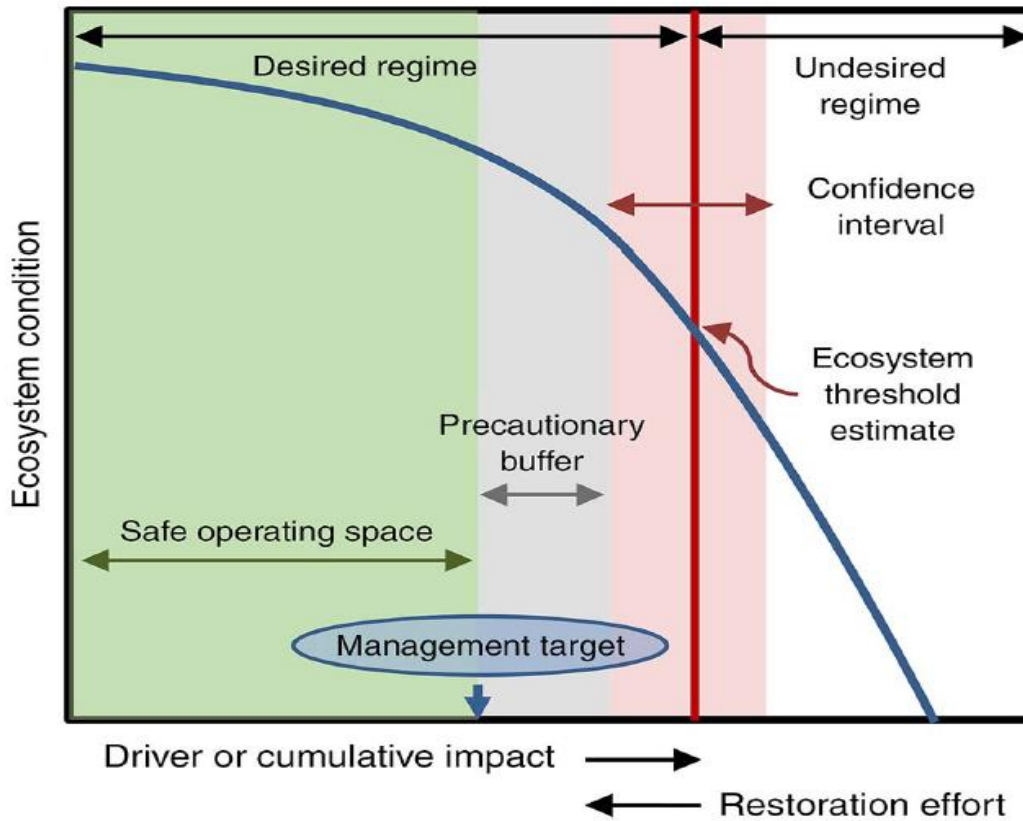 Desired regime
Undesired
regime
Confidence
interval
Ecosystem
threshold
estimate
Precautionary
buffer
Safe operating space
Management target
Ecosystem condition
Driver or cumulative impact
Restoration effort